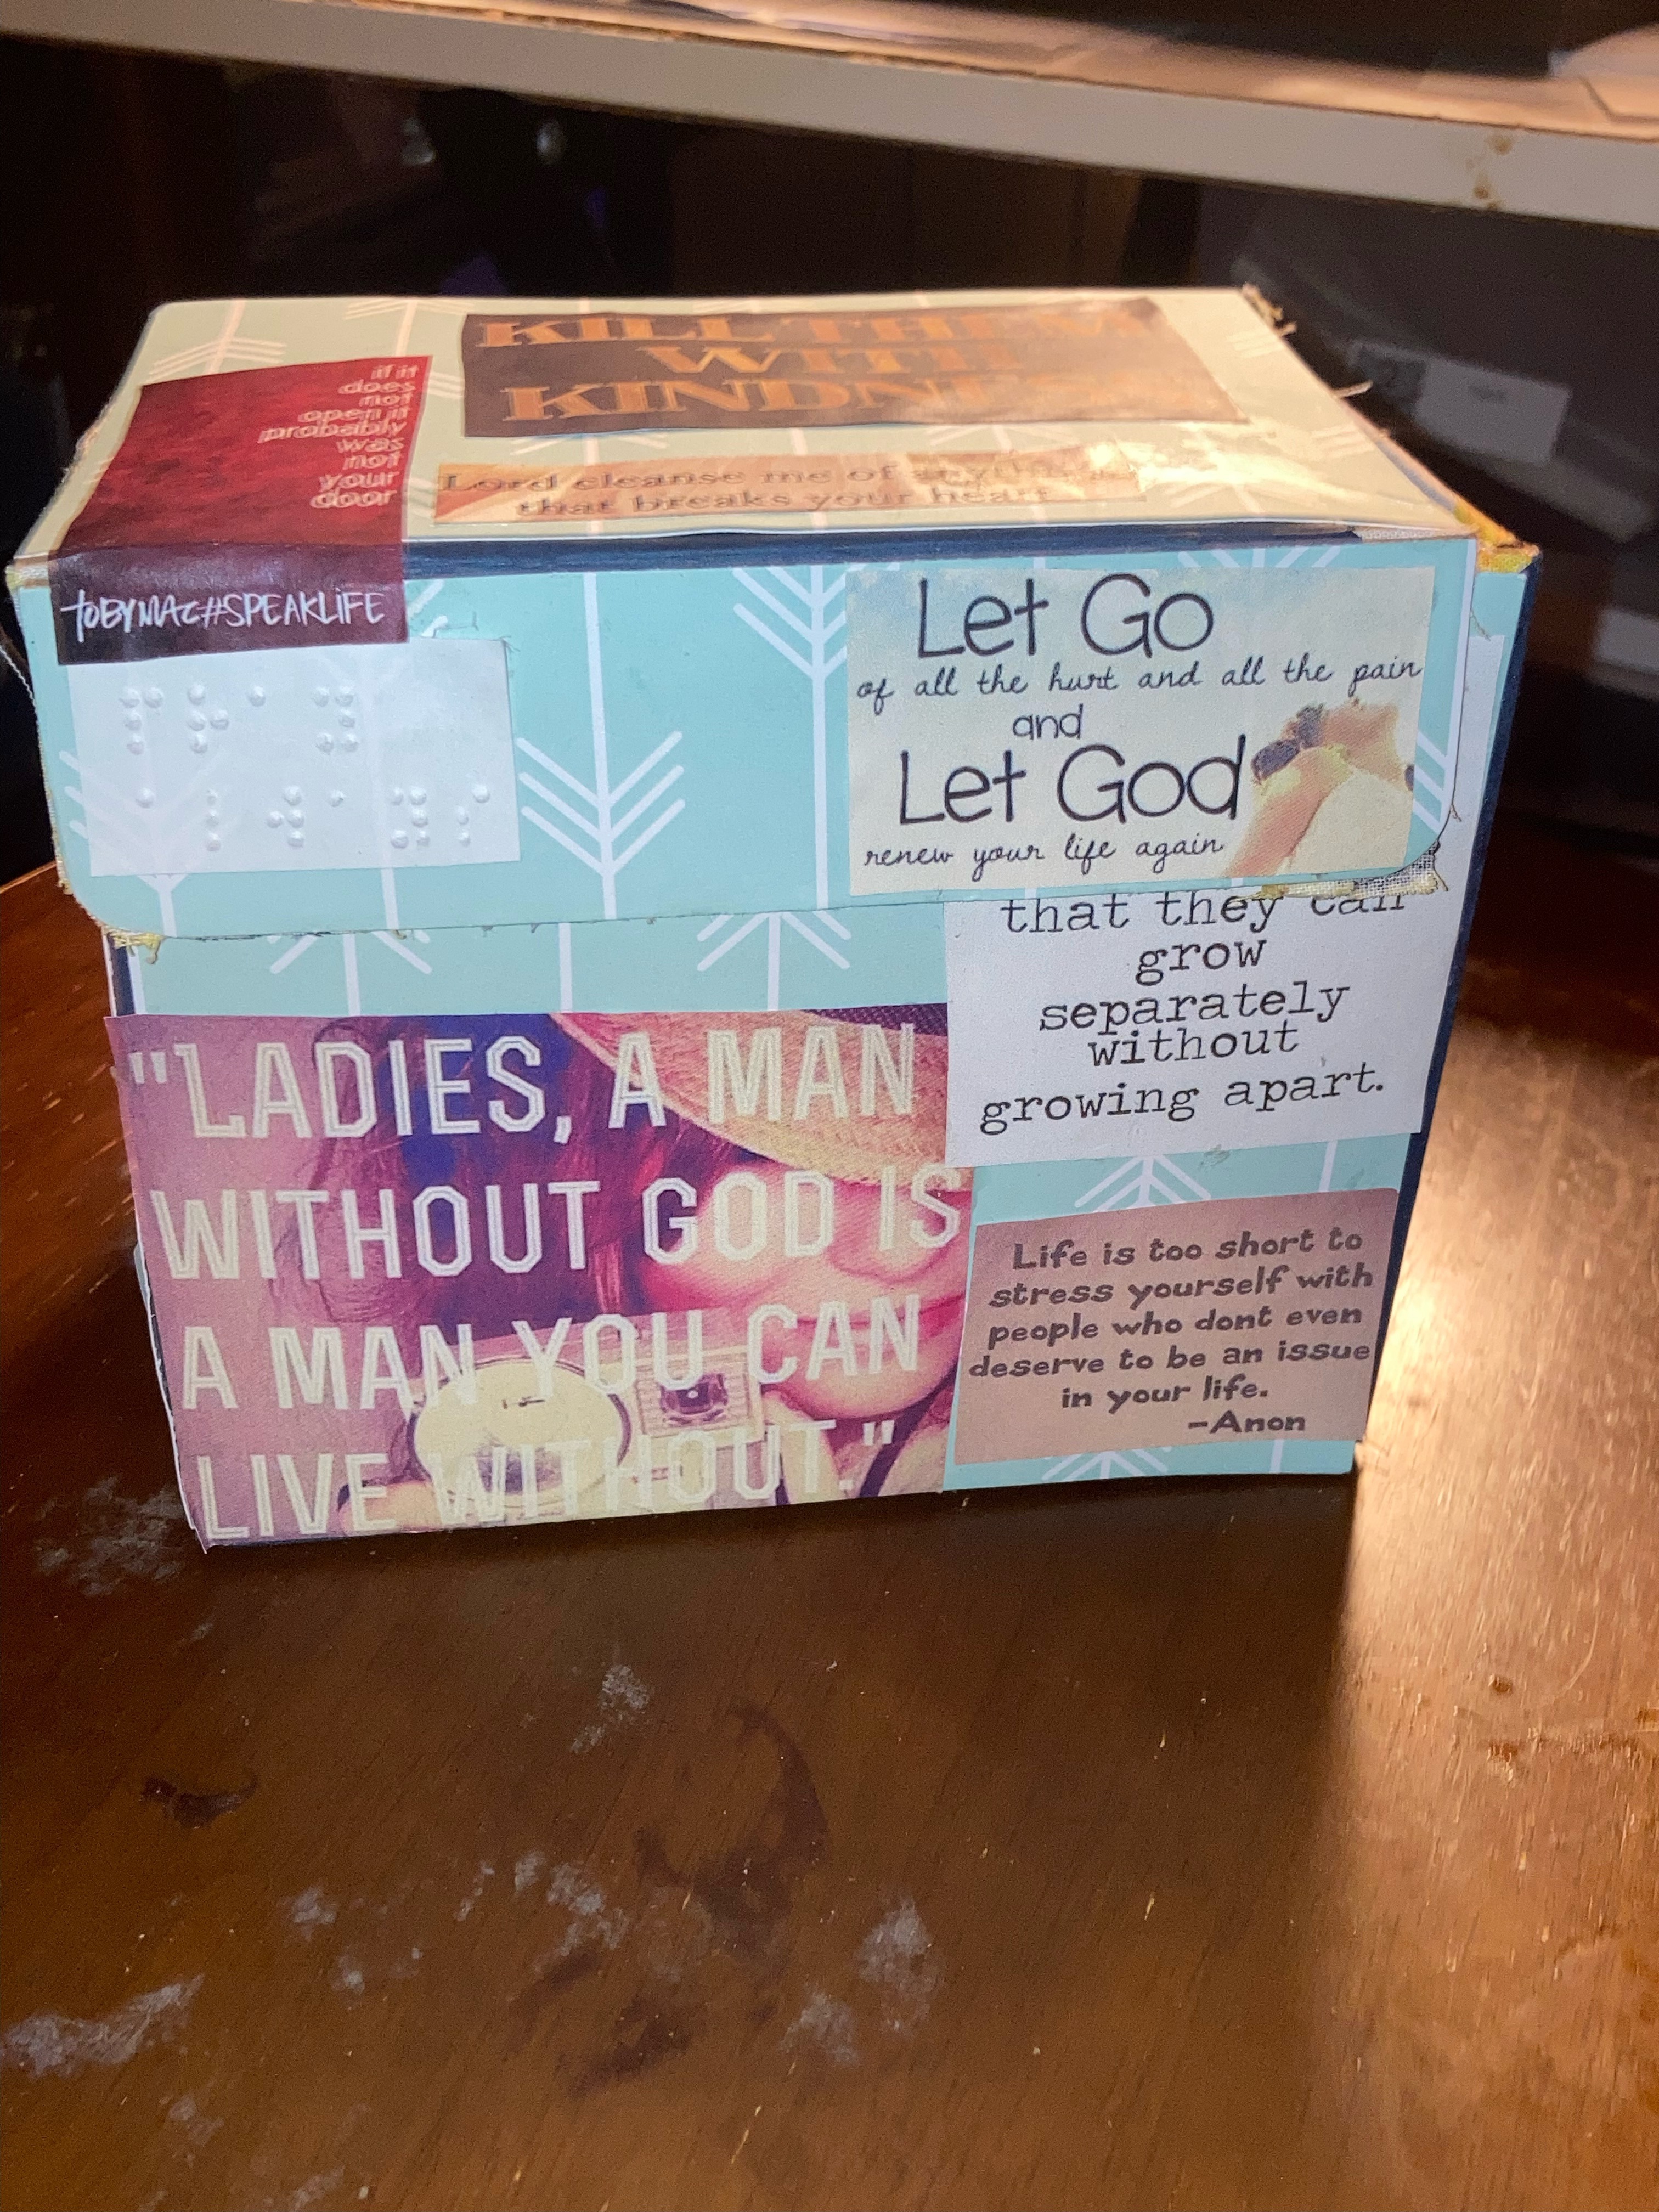 KILL THEM
WITH
KINDNESS
if it
does
not
open it
probably
was
not
your
door
Lord cleanse me of anything
that breaks your heart
TOBYMAC#SPEAKLIFE
Let Go
of all the hurt and all the pain
and
Let God
renew your life again
that they can
grow
separately
without
growing apart.
"LADIES, A MAN
WITHOUT GOD IS
A MAN YOU CAN
LIVE WITHOUT."
Life is too short to
stress yourself with
people who dont even
deserve to be an issue
in your life.
-Anon